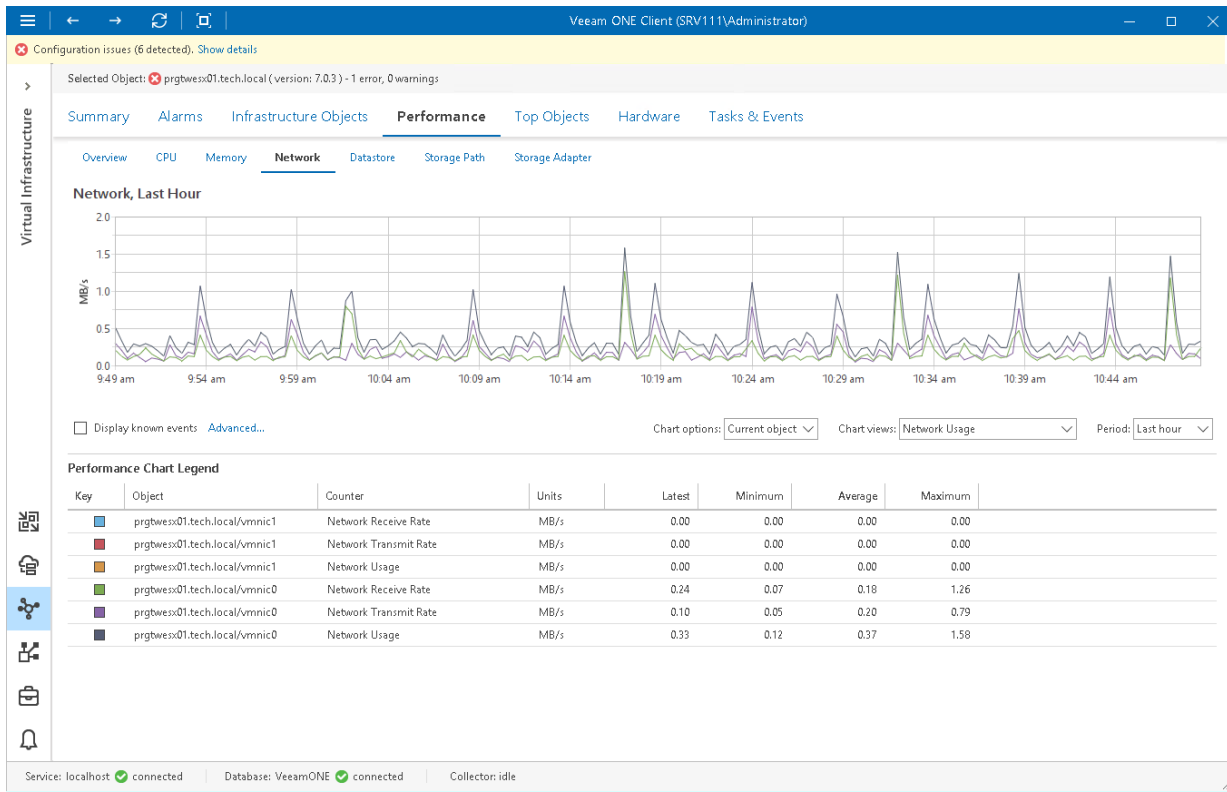 Veeam ONE Client (SRV111\Administrator)
Configuration issues (6 detected). Show details
Virtual Infrastructure
Selected Object: prgtwesx01.tech.local ( version: 7.0.3 ) - 1 error, 0 warnings
Summary Alarms Infrastructure Objects Performance Top Objects Hardware Tasks & Events
Overview CPU Memory Network Datastore Storage Path Storage Adapter
Network, Last Hour
MB/s
2.0
1.5
1.0
0.5
0.0
9:49 am 9:54 am 9:59 am 10:04 am 10:09 am 10:14 am 10:19 am 10:24 am 10:29 am 10:34 am 10:39 am 10:44 am
Display known events Advanced... Chart options: Current object Chart views: Network Usage Period: Last hour
Performance Chart Legend
Key Object Counter Units Latest Minimum Average Maximum
prgtwesx01.tech.local/vmnic1 Network Receive Rate MB/s 0.00 0.00 0.00 0.00
prgtwesx01.tech.local/vmnic1 Network Transmit Rate MB/s 0.00 0.00 0.00 0.00
prgtwesx01.tech.local/vmnic1 Network Usage MB/s 0.00 0.00 0.00 0.00
prgtwesx01.tech.local/vmnic0 Network Receive Rate MB/s 0.24 0.07 0.18 1.26
prgtwesx01.tech.local/vmnic0 Network Transmit Rate MB/s 0.10 0.05 0.20 0.79
prgtwesx01.tech.local/vmnic0 Network Usage MB/s 0.33 0.12 0.37 1.58
Service: localhost connected Database: VeeamONE connected Collector: idle